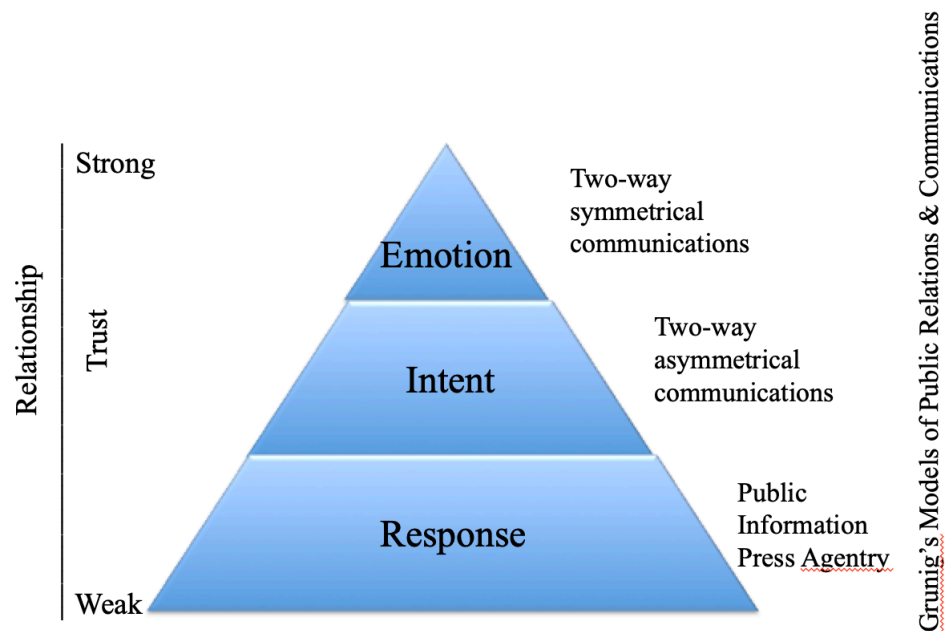 Strong
Relationship
Trust
Weak
Emotion
Intent
Response
Two-way
symmetrical
communications
Two-way
asymmetrical
communications
Public
Information
Press Agentry
Grunig's Models of Public Relations & Communications